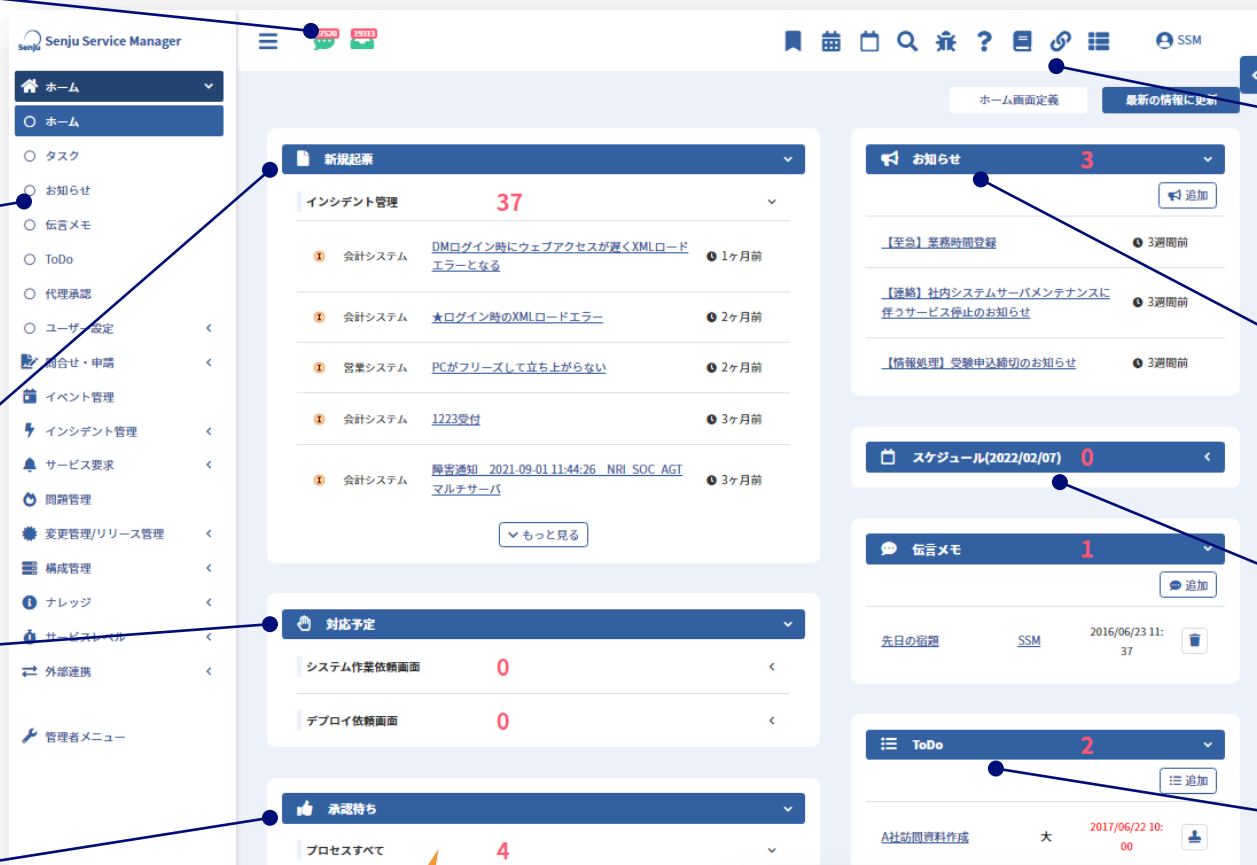 Senju
Senju Service Manager
7520
19313
SSM
ホーム
ホーム
タスク
お知らせ
伝言メモ
ToDo
代理承認
ユーザー設定
問合せ・申請
イベント管理
インシデント管理
サービス要求
問題管理
変更管理/リリース管理
構成管理
ナレッジ
サービスレベル
外部連携
管理者メニュー
ホーム画面定義
最新の情報に更新
新規起票
インシデント管理 37
会計システム DMログイン時にウェブアクセスが遅くXMLロード 1ヶ月前
エラーとなる
会計システム ★ログイン時のXMLロードエラー 2ヶ月前
営業システム PCがフリーズして立ち上がらない 2ヶ月前
会計システム 1223受付 3ヶ月前
会計システム 障害通知 2021-09-01 11:44:26 NRI SOC AGT 3ヶ月前
マルチサーバ
もっと見る
対応予定
システム作業依頼画面 0
デプロイ依頼画面 0
承認待ち
プロセスすべて 4
お知らせ 3
追加
【至急】業務時間登録 3週間前
【連絡】社内システムサーバメンテナンスに 3週間前
伴うサービス停止のお知らせ
【情報処理】受験申込締切のお知らせ 3週間前
スケジュール(2022/02/07) 0
伝言メモ 1
追加
先日の宿題 SSM 2016/06/23 11:
37
ToDo 2
追加
A社訪問資料作成 大 2017/06/22 10:
00